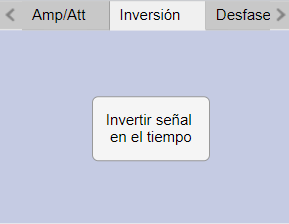 Amp/Att Inversión Desfase
Invertir señal
en el tiempo